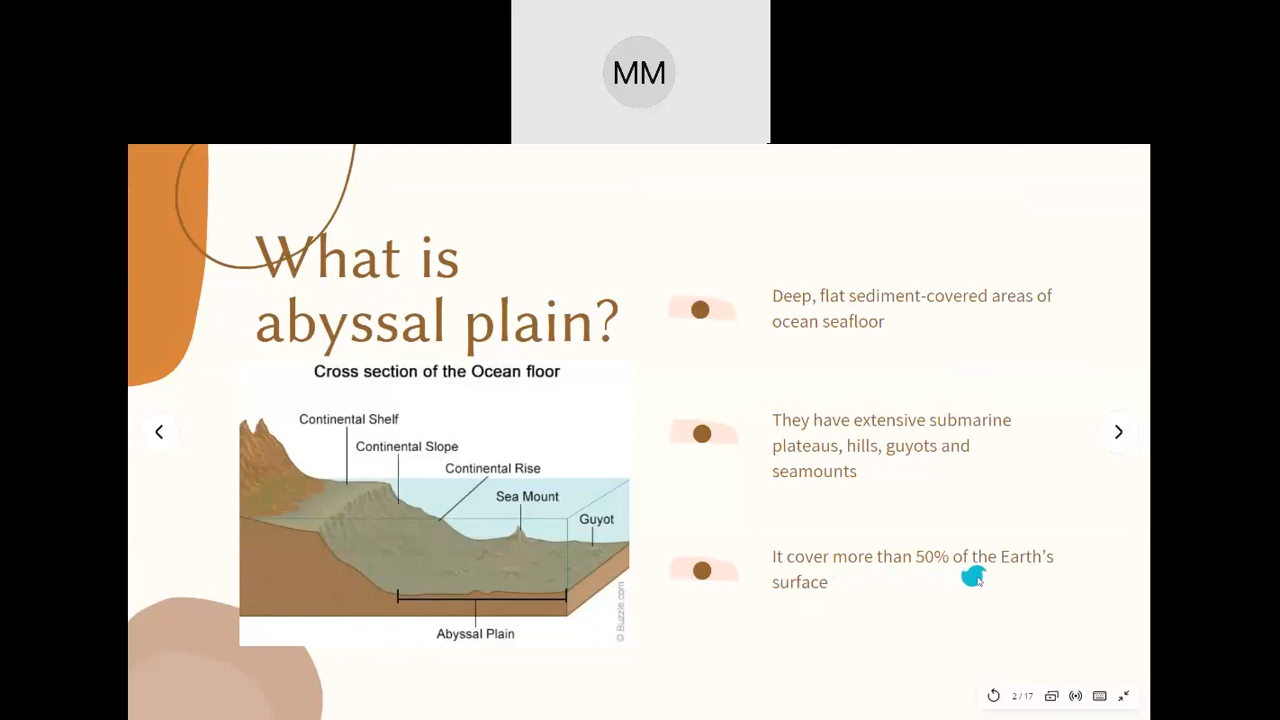 MM
What is
abyssal plain?
Cross section of the Ocean floor
Continental Shelf
Continental Slope
Continental Rise
Sea Mount
Guyot
Abyssal Plain
© Buzzle.com
Deep, flat sediment-covered areas of
ocean seafloor
They have extensive submarine
plateaus, hills, guyots and
seamounts
It cover more than 50% of the Earth's
surface
2 / 17